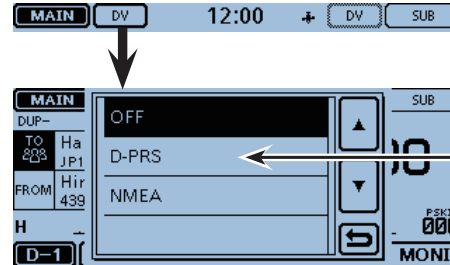 MAIN DV 12:00 DV SUB
MAIN SUB
DUP-
OFF
TO Ha
JP1
D-PRS
FROM Hir
439
NMEA
H
D-1 MONI